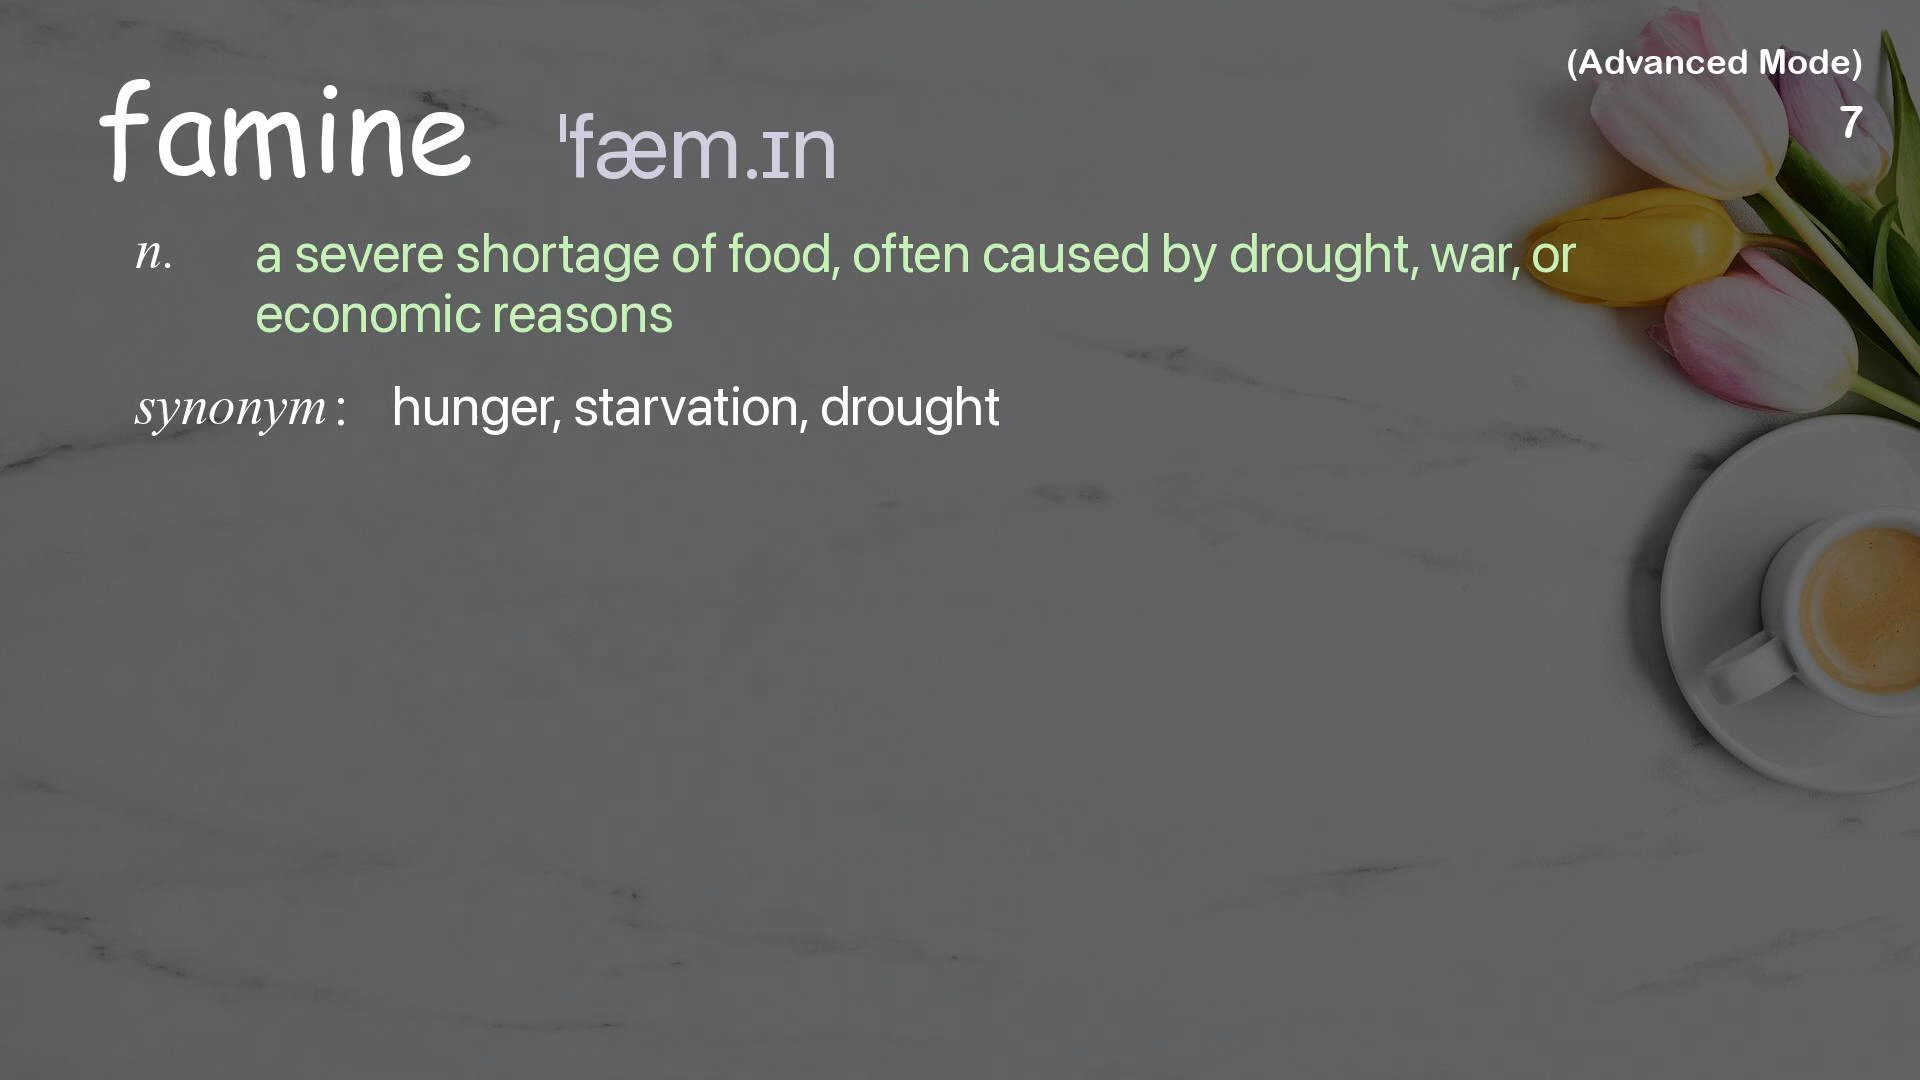 (Advanced Mode)
7
famine ˈfæm.ɪn
n. a severe shortage of food, often caused by drought, war, or
economic reasons
synonym: hunger, starvation, drought